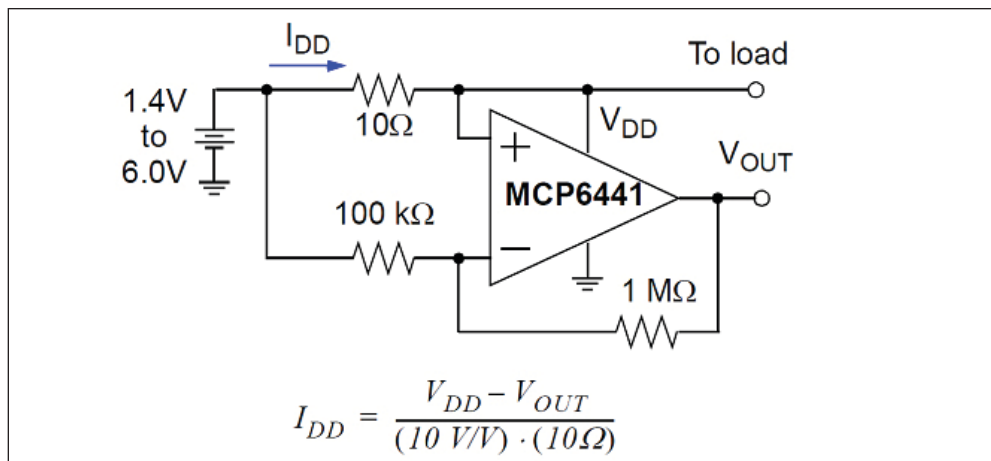 I_DD
To load
1.4V
to
6.0V
10Ω
V_DD
V_OUT
+
MCP6441
100 kΩ
−
1 MΩ
I_DD = (V_DD − V_OUT) / ((10 V/V) · (10Ω))